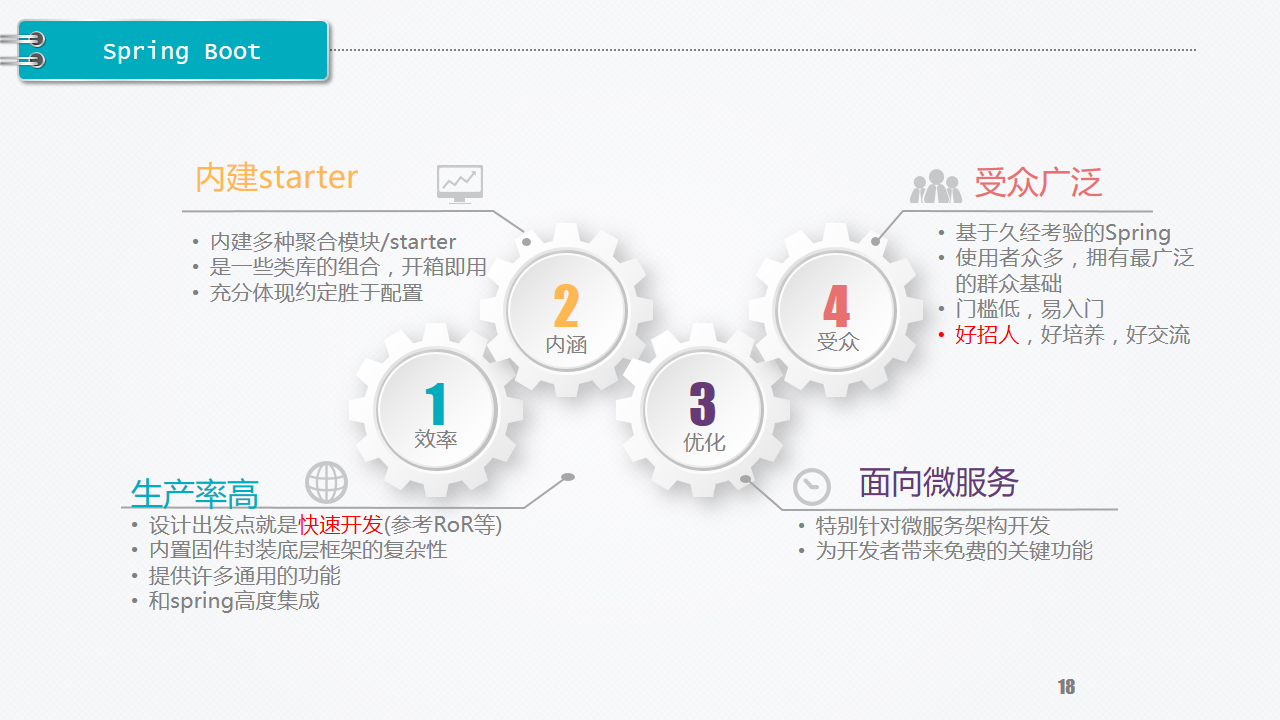 Spring Boot
内建starter
• 内建多种聚合模块/starter
• 是一些类库的组合，开箱即用
• 充分体现约定胜于配置
受众广泛
• 基于久经考验的Spring
• 使用者众多，拥有最广泛
的群众基础
• 门槛低，易入门
• 好招人，好培养，好交流
2
内涵
4
受众
1
效率
3
优化
生产率高
• 设计出发点就是快速开发(参考RoR等)
• 内置固件封装底层框架的复杂性
• 提供许多通用的功能
• 和spring高度集成
面向微服务
• 特别针对微服务架构开发
• 为开发者带来免费的关键功能
18